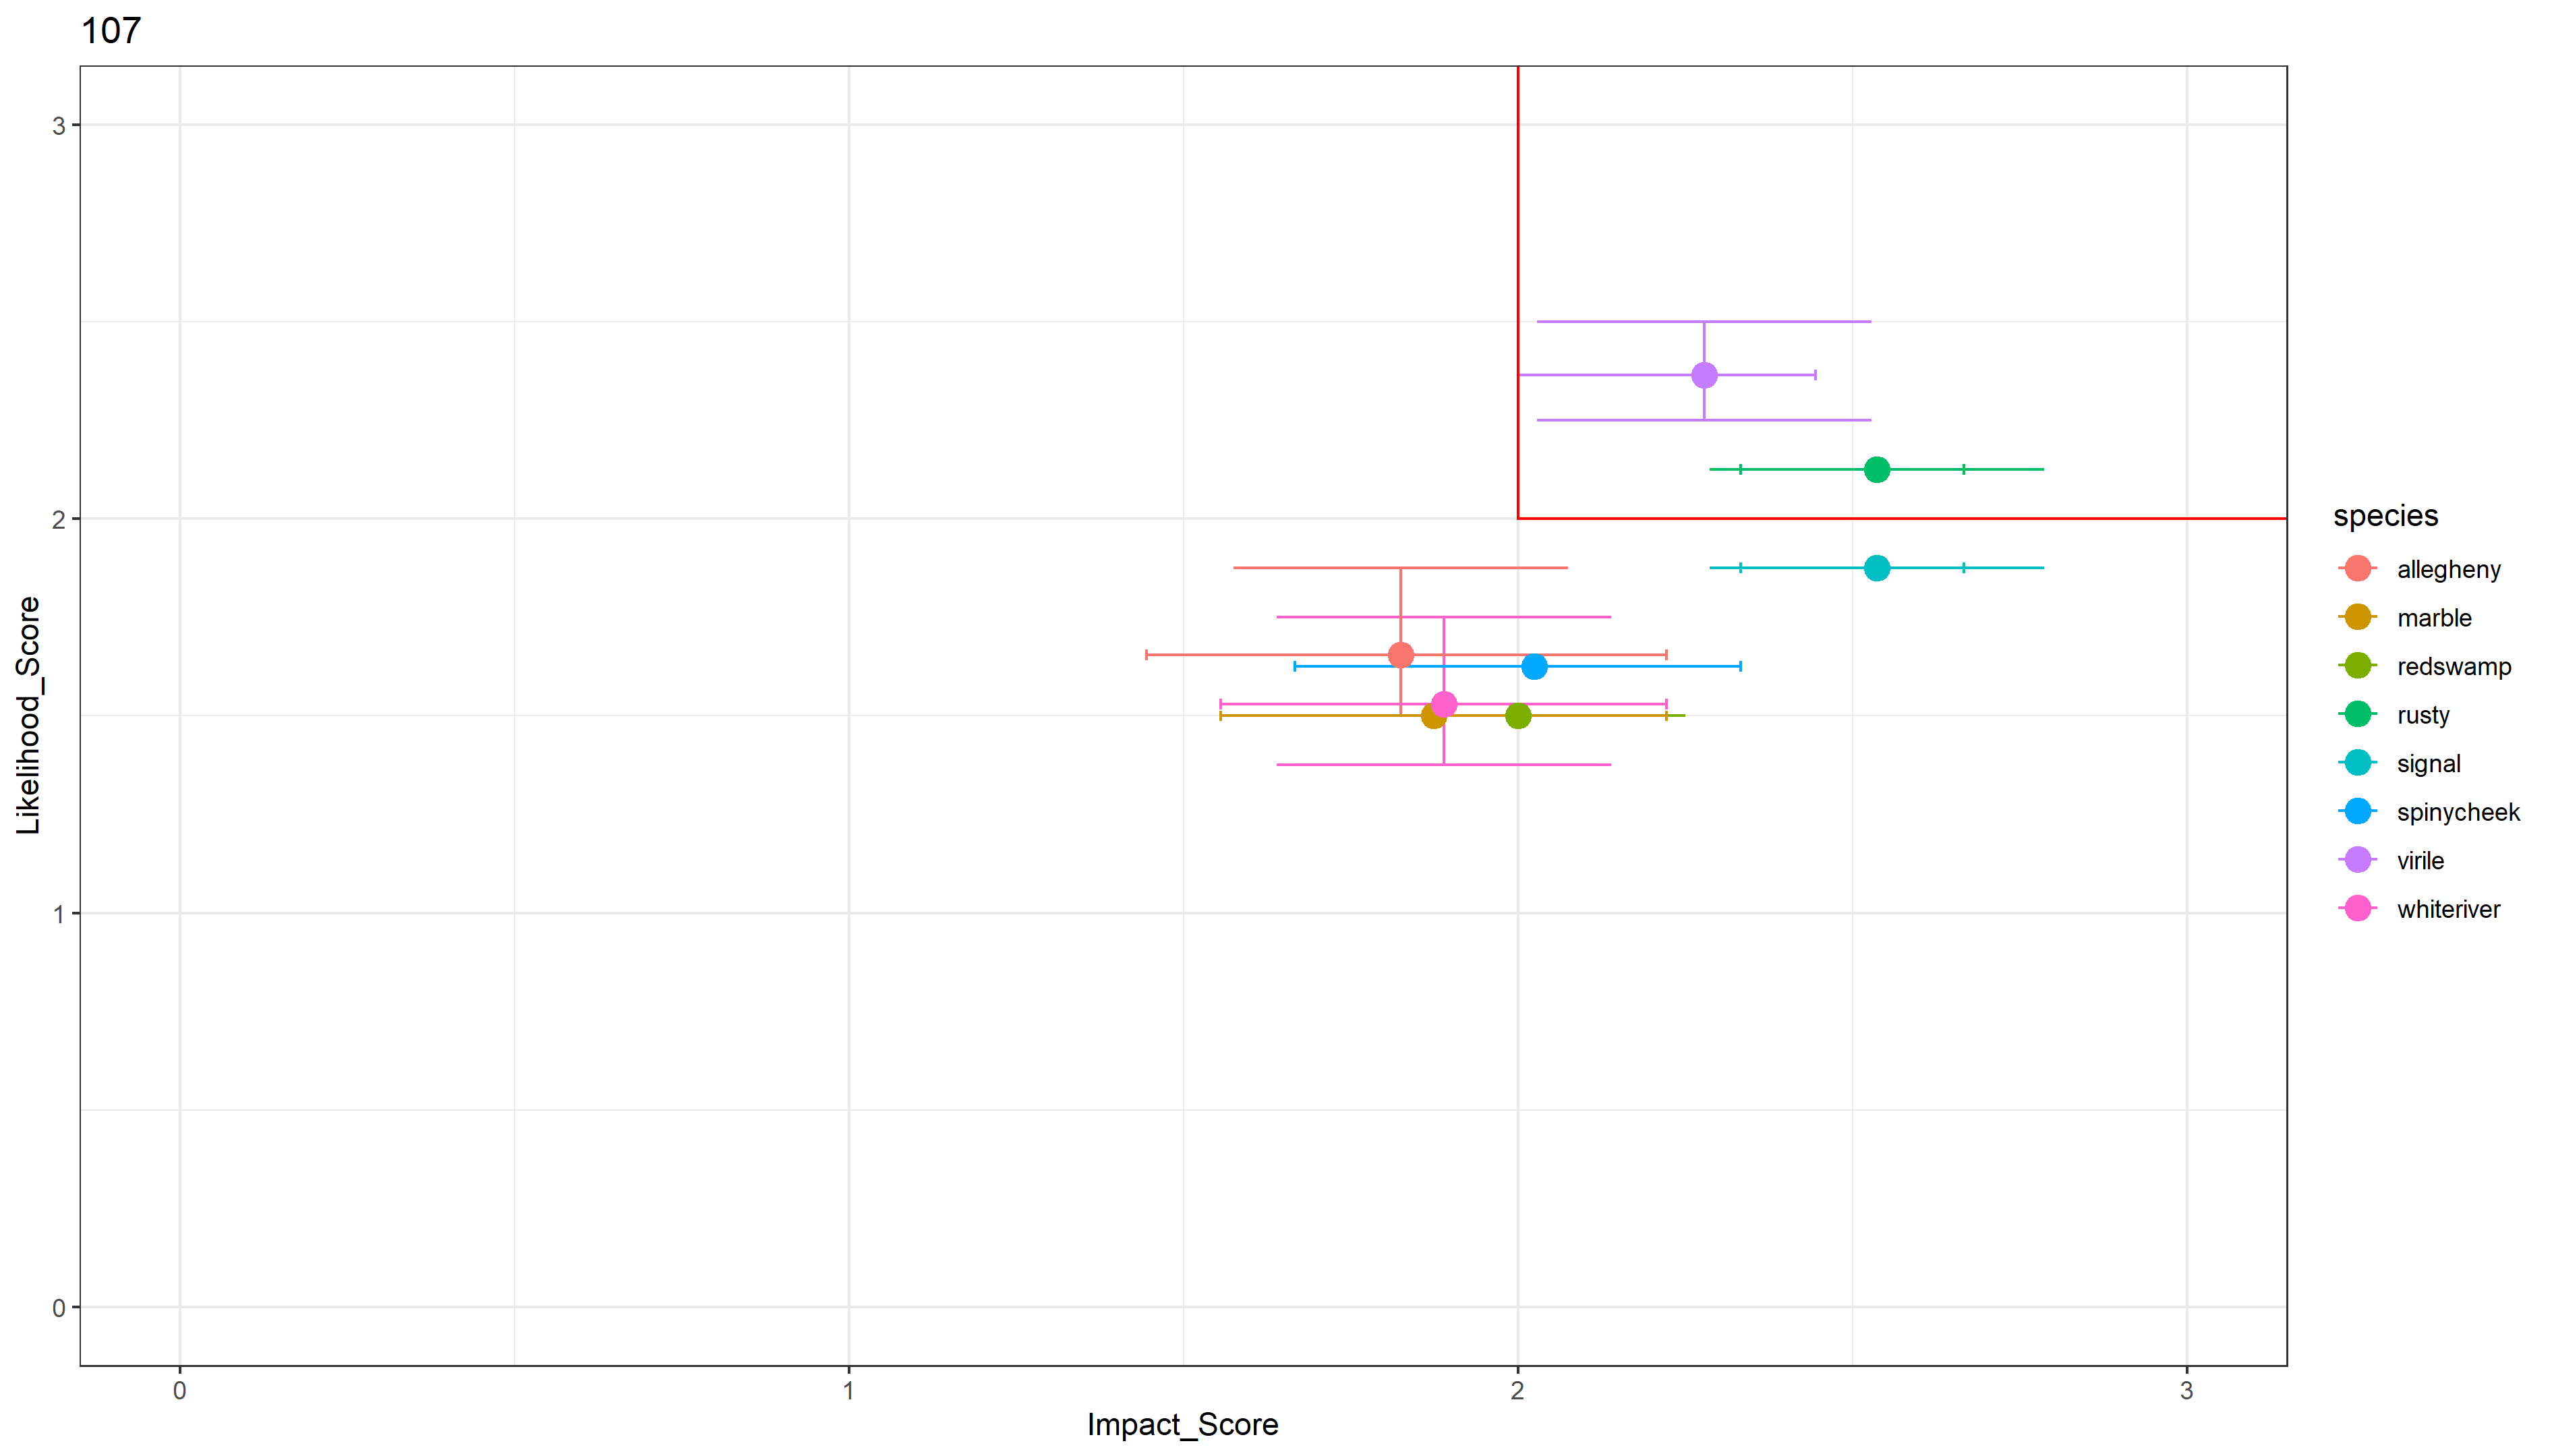 107
3
2
1
0
Likelihood_Score
0
1
2
3
Impact_Score
species
allegheny
marble
redswamp
rusty
signal
spinycheek
virile
whiteriver